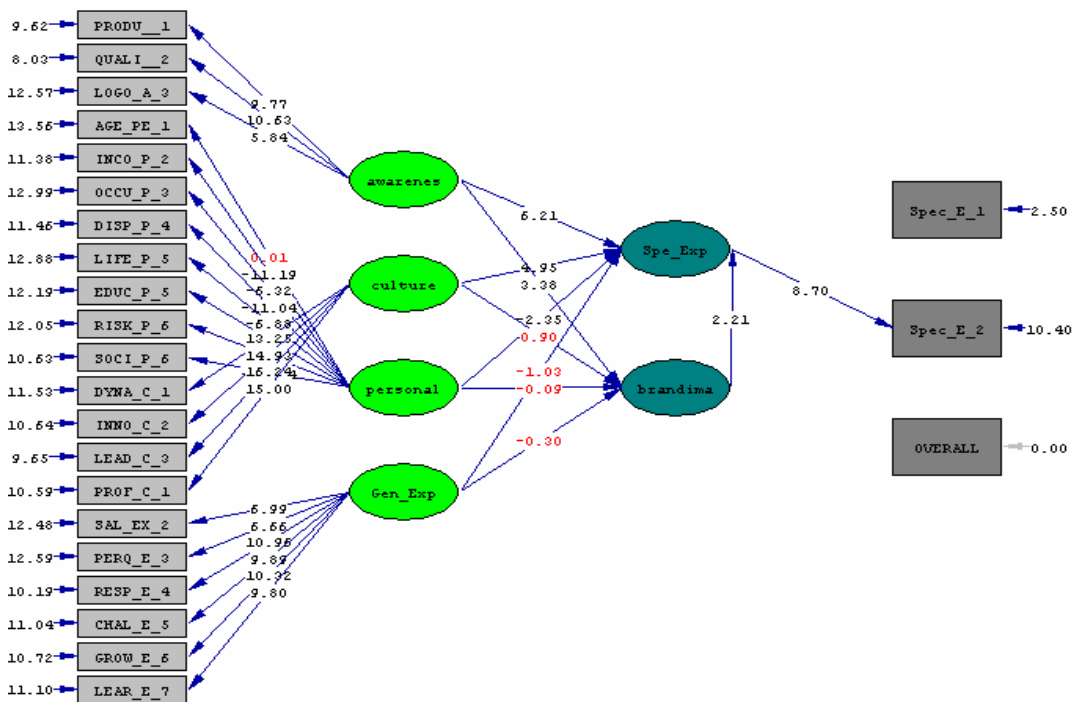 9.62 PRODU__1
8.03 QUALI__2
12.57 LOGO_A_3
13.56 AGE_PE_1
11.38 INCO_P_2
12.99 OCCU_P_3
11.46 DISP_P_4
12.88 LIFE_P_5
12.19 EDUC_P_5
12.05 RISK_P_6
10.63 SOCI_P_6
11.53 DYNA_C_1
10.64 INNO_C_2
9.65 LEAD_C_3
10.59 PROF_C_1
12.48 SAL_EX_2
12.59 PERQ_E_3
10.19 RESP_E_4
11.04 CHAL_E_5
10.72 GROW_E_6
11.10 LEAR_E_7
9.77
10.63
5.84
0.01
-11.19
-6.32
-11.04
-6.88
13.25
14.93
16.24
15.00
6.99
6.66
10.96
9.89
10.32
9.80
awarenes
culture
personal
Gen_Exp
6.21
4.95
3.38
-2.35
-0.90
-1.03
-0.09
-0.30
Spe_Exp
brandima
2.21
8.70
Spec_E_1 2.50
Spec_E_2 10.40
OVERALL 0.00